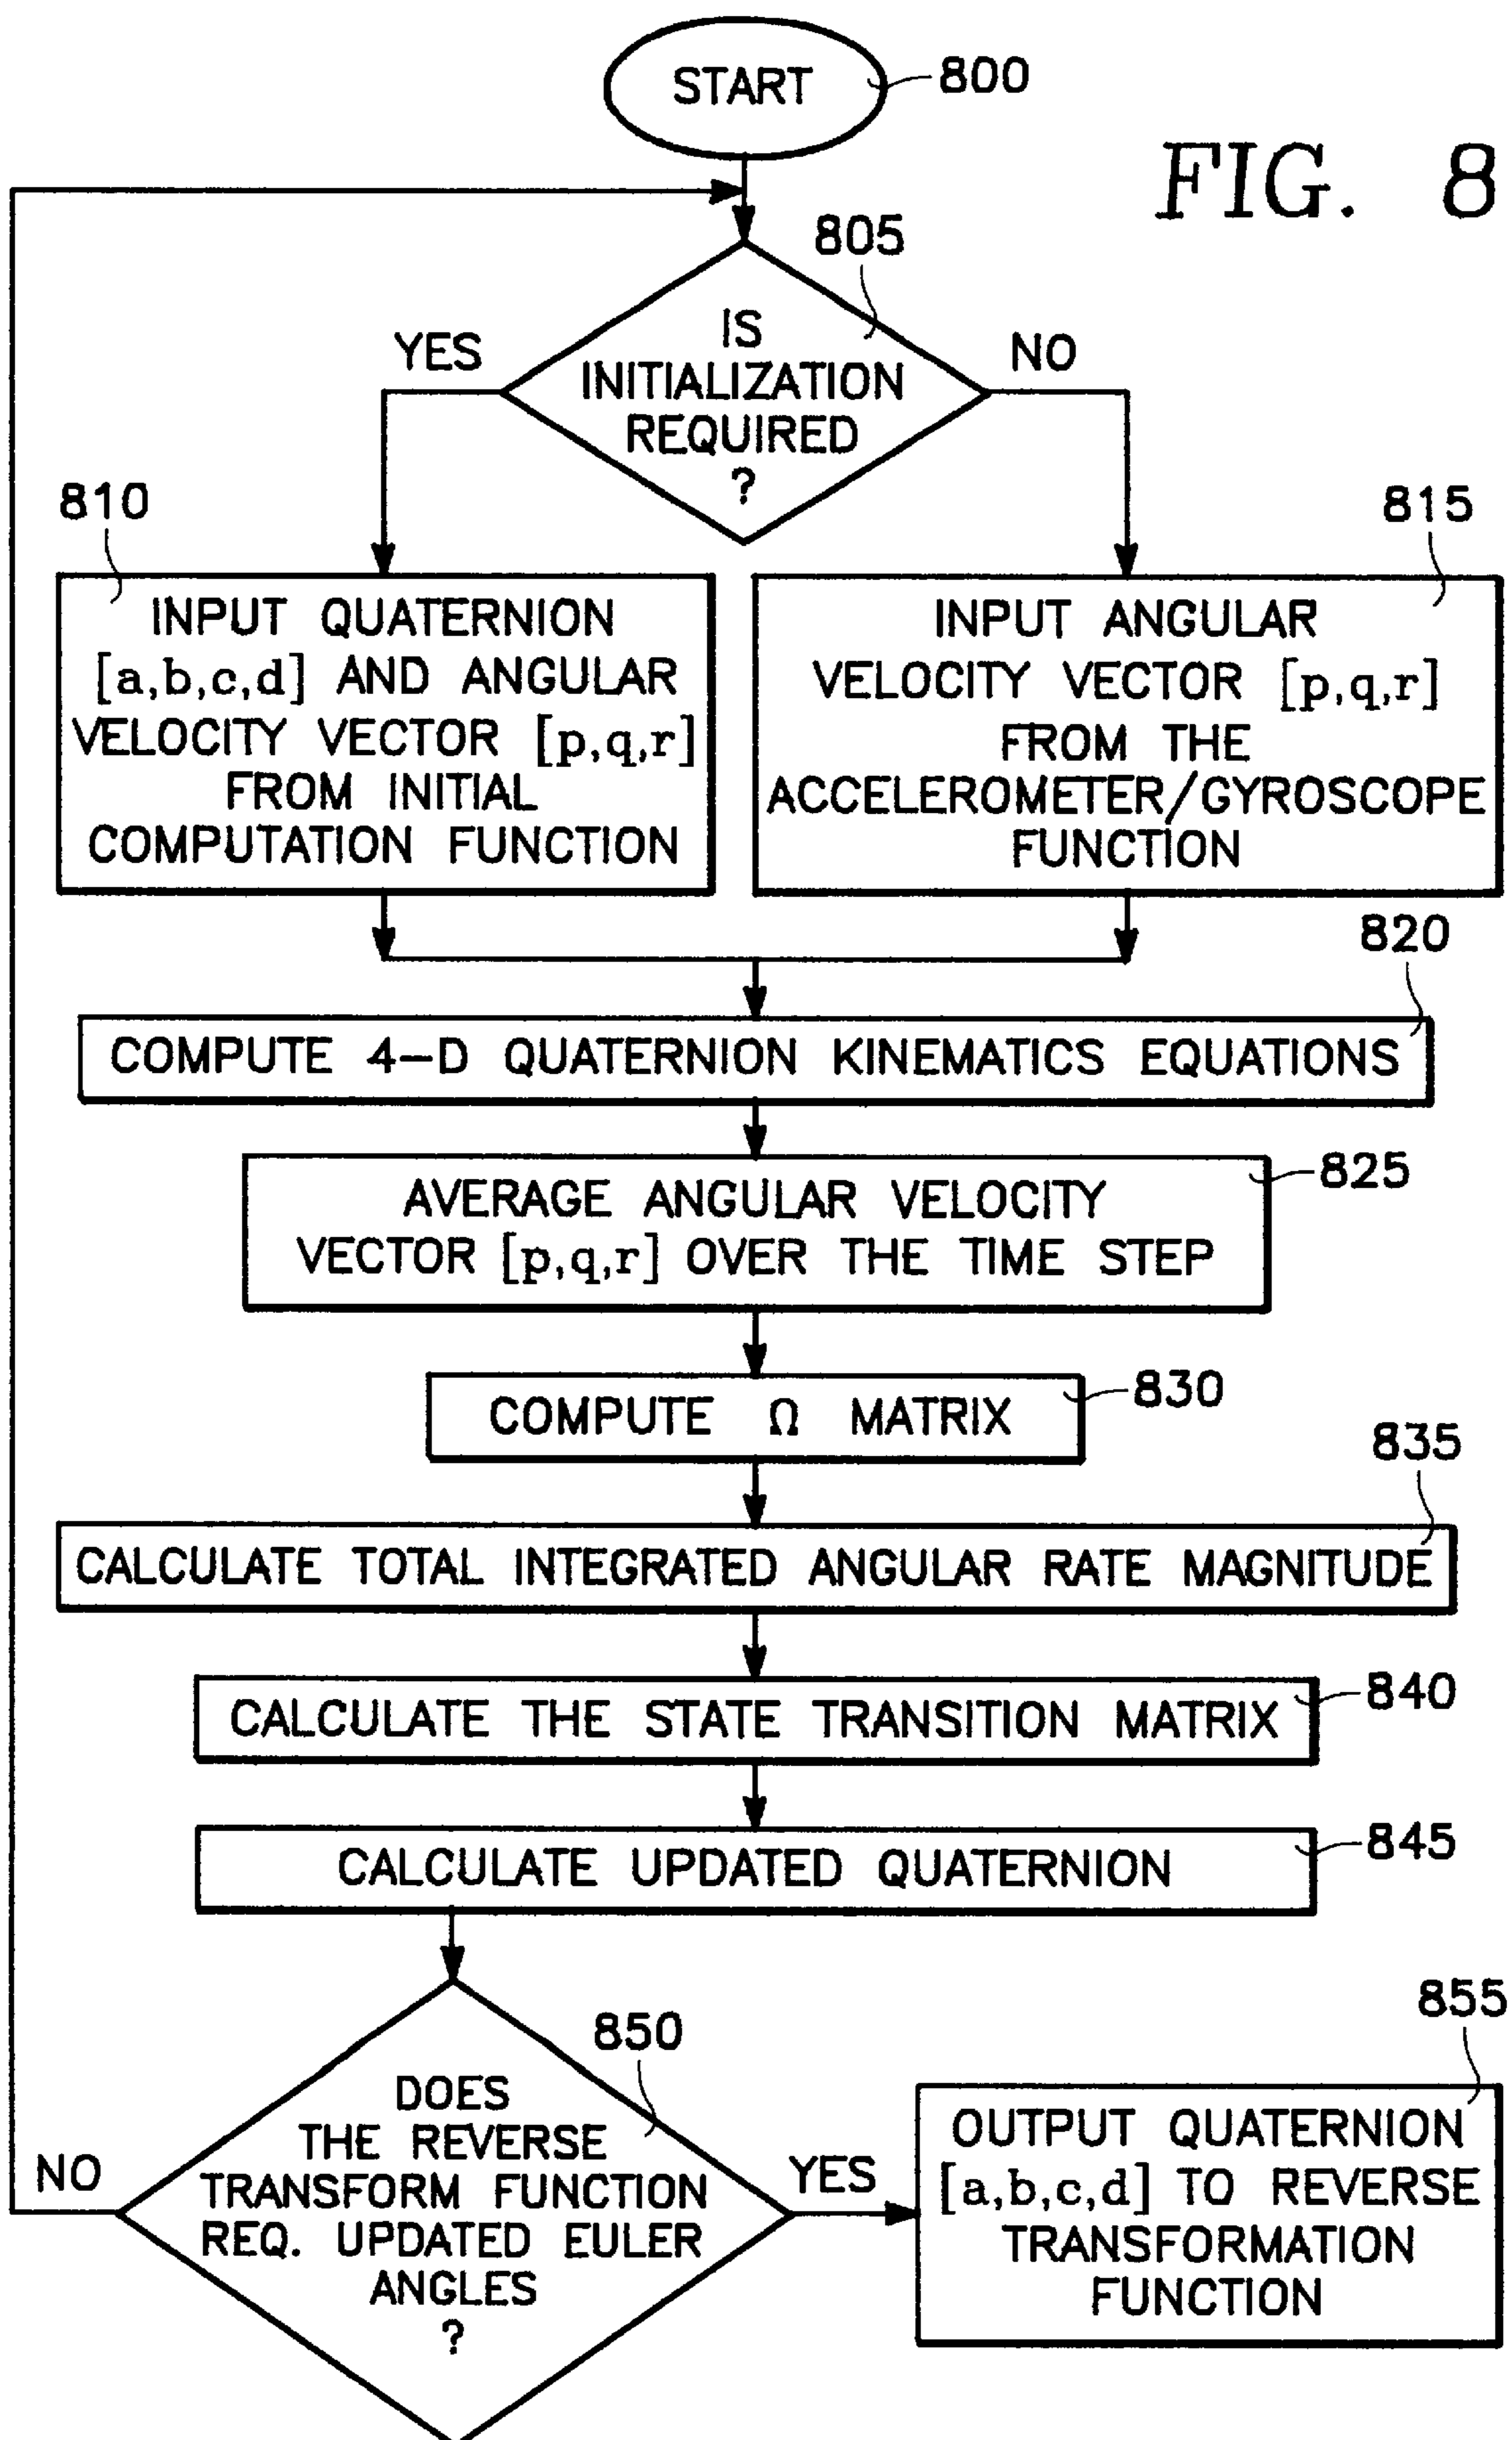 START
800
FIG. 8
805
YES
IS
INITIALIZATION
REQUIRED
?
NO
810
INPUT QUATERNION
[a,b,c,d] AND ANGULAR
VELOCITY VECTOR [p,q,r]
FROM INITIAL
COMPUTATION FUNCTION
815
INPUT ANGULAR
VELOCITY VECTOR [p,q,r]
FROM THE
ACCELEROMETER/GYROSCOPE
FUNCTION
820
COMPUTE 4-D QUATERNION KINEMATICS EQUATIONS
825
AVERAGE ANGULAR VELOCITY
VECTOR [p,q,r] OVER THE TIME STEP
830
COMPUTE Ω MATRIX
835
CALCULATE TOTAL INTEGRATED ANGULAR RATE MAGNITUDE
840
CALCULATE THE STATE TRANSITION MATRIX
845
CALCULATE UPDATED QUATERNION
850
DOES
THE REVERSE
TRANSFORM FUNCTION
REQ. UPDATED EULER
ANGLES
?
NO
YES
855
OUTPUT QUATERNION
[a,b,c,d] TO REVERSE
TRANSFORMATION
FUNCTION